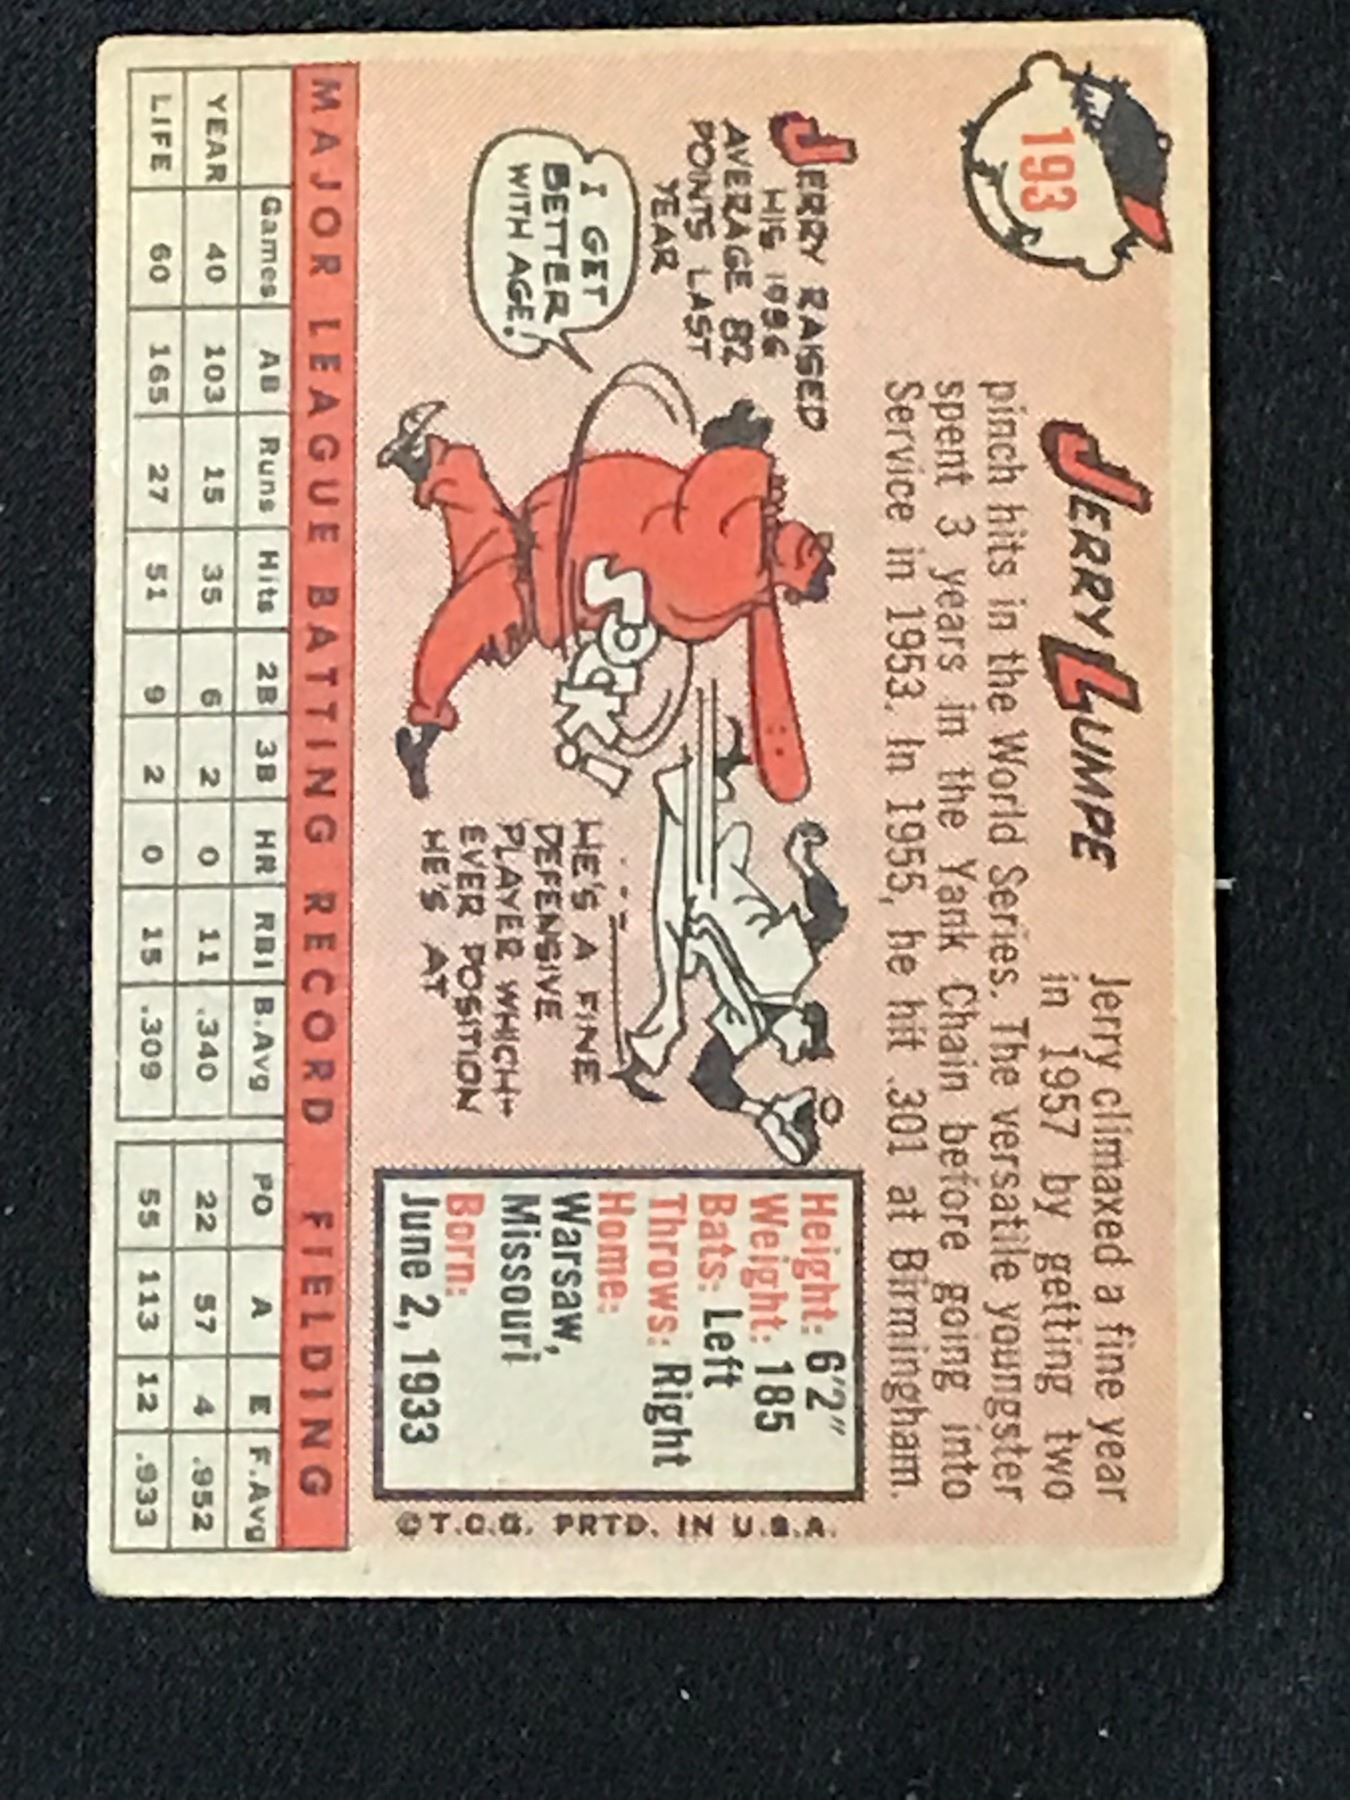 193
JERRY LUMPE
Jerry climaxed a fine year
in 1957 by getting two
pinch hits in the World Series. The versatile youngster
spent 3 years in the Yank Chain before going into
Service in 1953. In 1955, he hit .301 at Birmingham.
JERRY RAISED
HIS 1956
AVERAGE 82
POINTS LAST
YEAR
I GET
BETTER
WITH AGE!
SOCK!
HE'S A FINE
DEFENSIVE
PLAYER WHICH-
EVER POSITION
HE'S AT
Height: 6'2"
Weight: 185
Bats: Left
Throws: Right
Home:
Warsaw,
Missouri
Born:
June 2, 1933
©T.C.G. PRTD. IN U.S.A.
MAJOR LEAGUE BATTING RECORD FIELDING
Games AB Runs Hits 2B 3B HR RBI B.Avg PO A E F.Avg
YEAR 40 103 15 35 6 2 0 11 .340 22 57 4 .952
LIFE 60 165 27 51 9 2 0 15 .309 55 113 12 .933